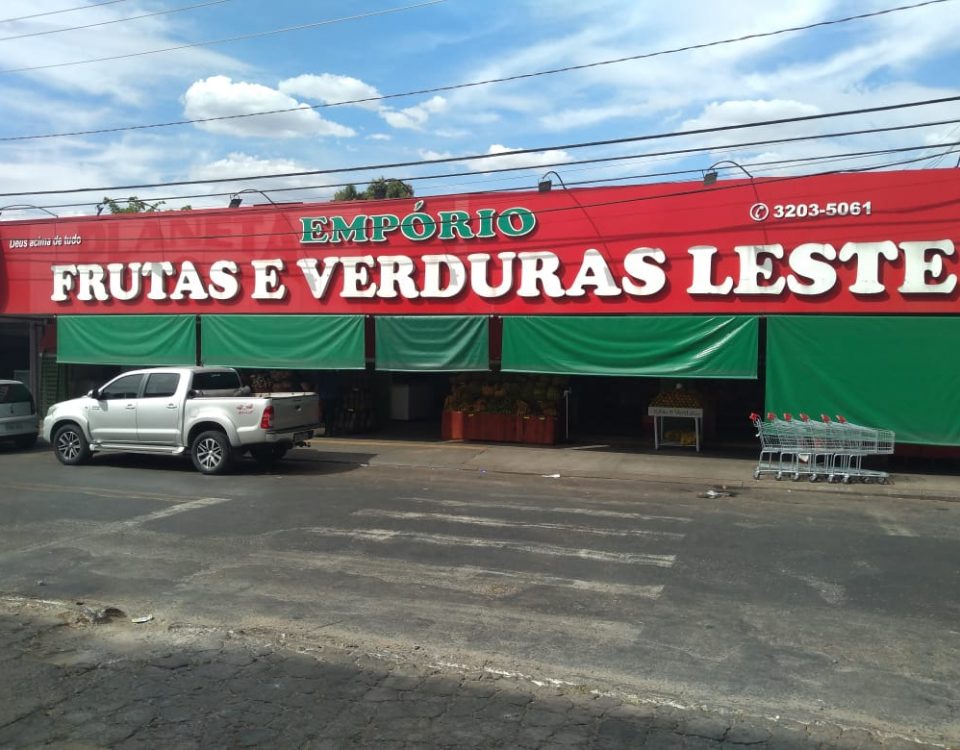 Deus acima de tudo
EMPÓRIO
3203-5061
FRUTAS E VERDURAS LESTE